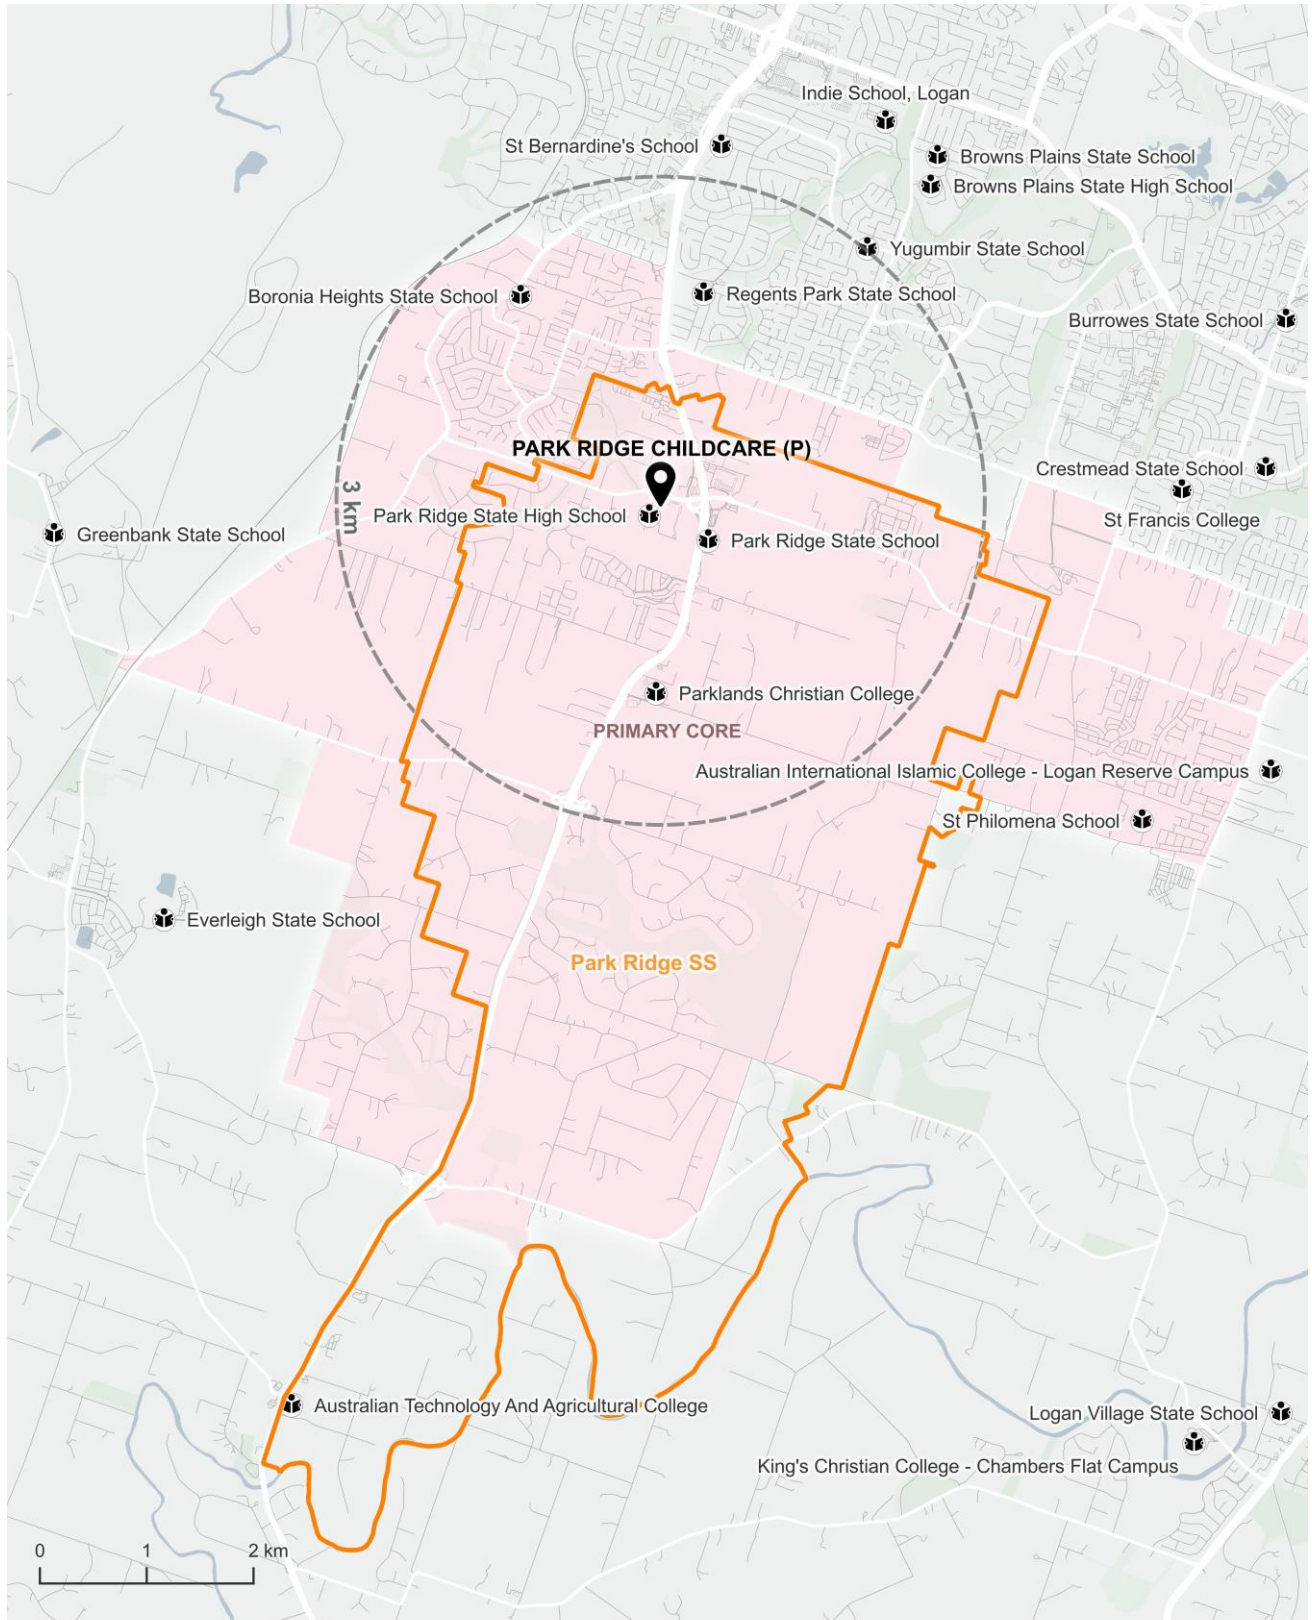 Indie School, Logan
St Bernardine's School
Browns Plains State School
Browns Plains State High School
Yugumbir State School
Boronia Heights State School
Regents Park State School
Burrowes State School
PARK RIDGE CHILDCARE (P)
Crestmead State School
3 km
Park Ridge State High School
St Francis College
Greenbank State School
Park Ridge State School
Parklands Christian College
PRIMARY CORE
Australian International Islamic College - Logan Reserve Campus
St Philomena School
Everleigh State School
Park Ridge SS
Australian Technology And Agricultural College
Logan Village State School
King's Christian College - Chambers Flat Campus
0 1 2 km